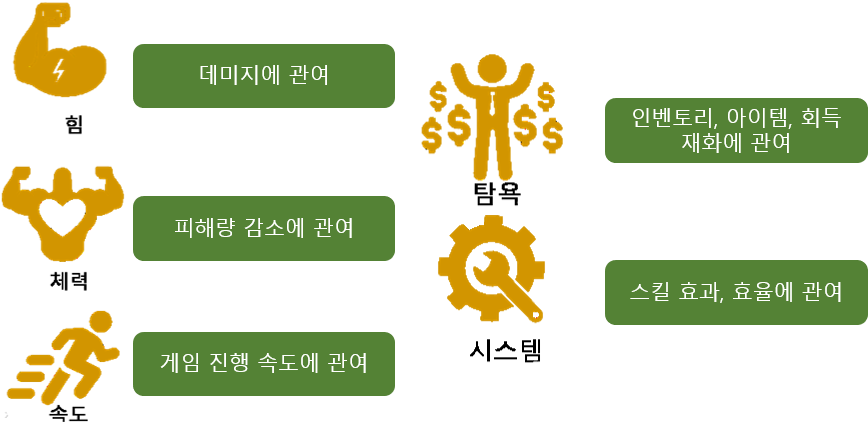 데미지에 관여
힘
피해량 감소에 관여
체력
게임 진행 속도에 관여
속도
인벤토리, 아이템, 회득
재화에 관여
탐욕
스킬 효과, 효율에 관여
시스템